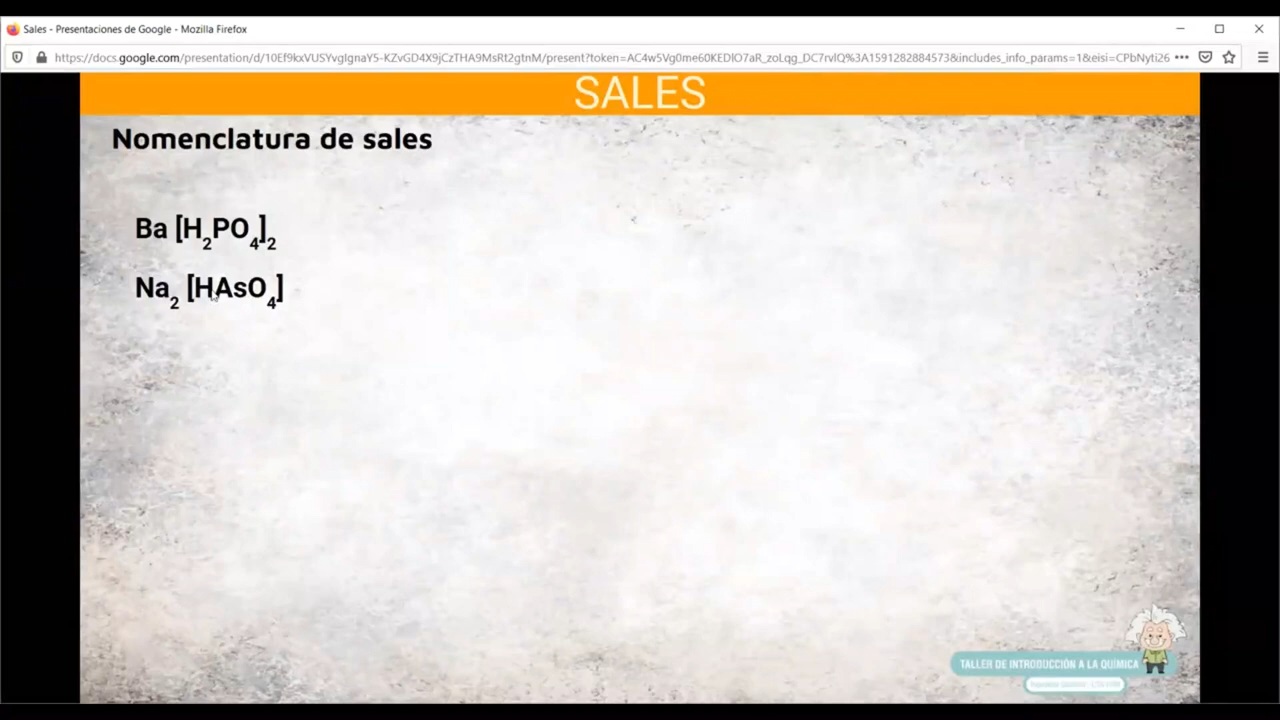 Sales - Presentaciones de Google - Mozilla Firefox
https://docs.google.com/presentation/d/10Ef9kxVUSYvgIgnaY5-KZvGD4X9jCzTHA9MsRt2gtnM/present?token=AC4w5Vg0me60KEDIO7aR_zoLqg_DC7rvIQ%3A1591282884573&includes_info_params=1&eisi=CPbNyti26
SALES
Nomenclatura de sales
Ba [H₂PO₄]₂
Na₂ [HAsO₄]
TALLER DE INTRODUCCIÓN A LA QUÍMICA